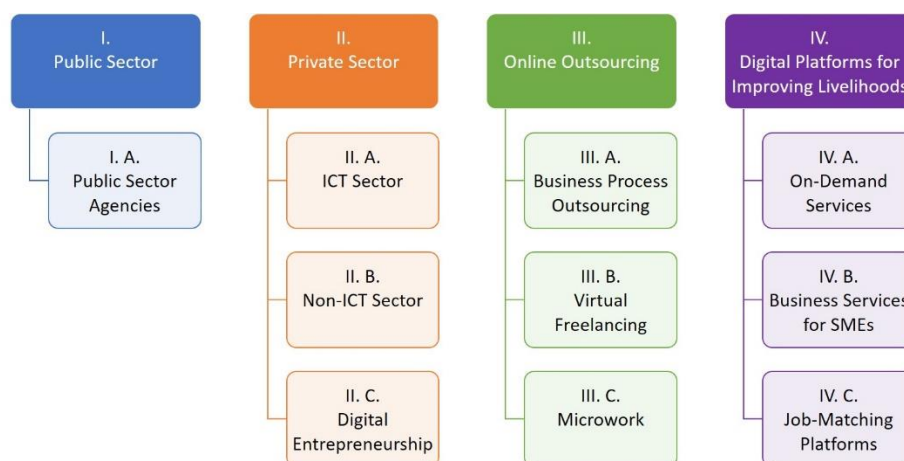 I.
Public Sector
I. A.
Public Sector
Agencies
II.
Private Sector
II. A.
ICT Sector
II. B.
Non-ICT Sector
II. C.
Digital
Entrepreneurship
III.
Online Outsourcing
III. A.
Business Process
Outsourcing
III. B.
Virtual
Freelancing
III. C.
Microwork
IV.
Digital Platforms for
Improving Livelihoods
IV. A.
On-Demand
Services
IV. B.
Business Services
for SMEs
IV. C.
Job-Matching
Platforms